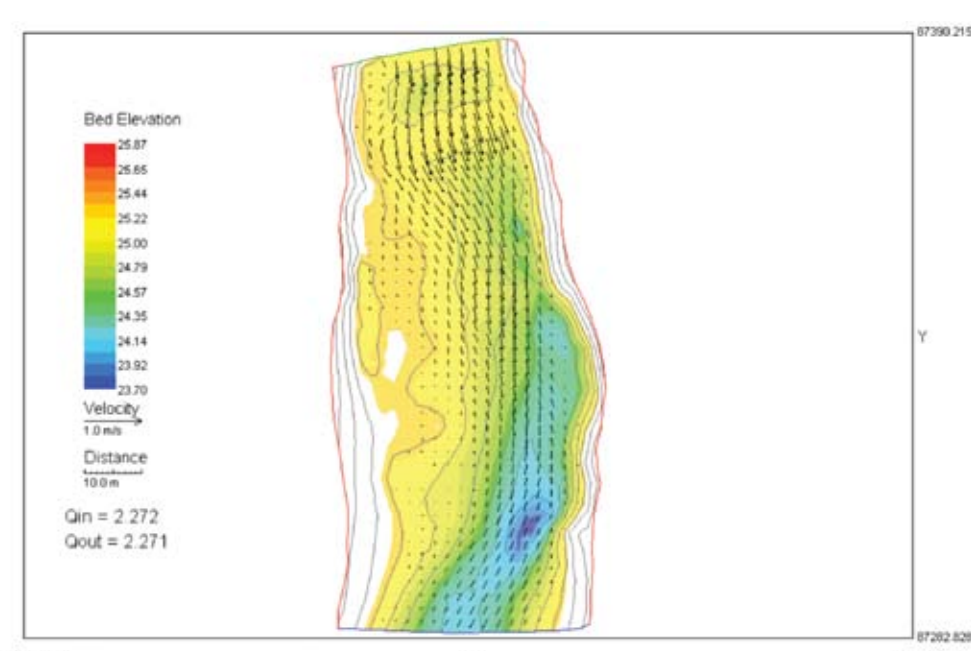 87390.215
Bed Elevation
25.87
25.65
25.44
25.22
25.00
24.79
24.57
24.35
24.14
23.92
23.70
Velocity
1.0 m/s
Distance
10.0 m
Qin = 2.272
Qout = 2.271
Y
87282.828